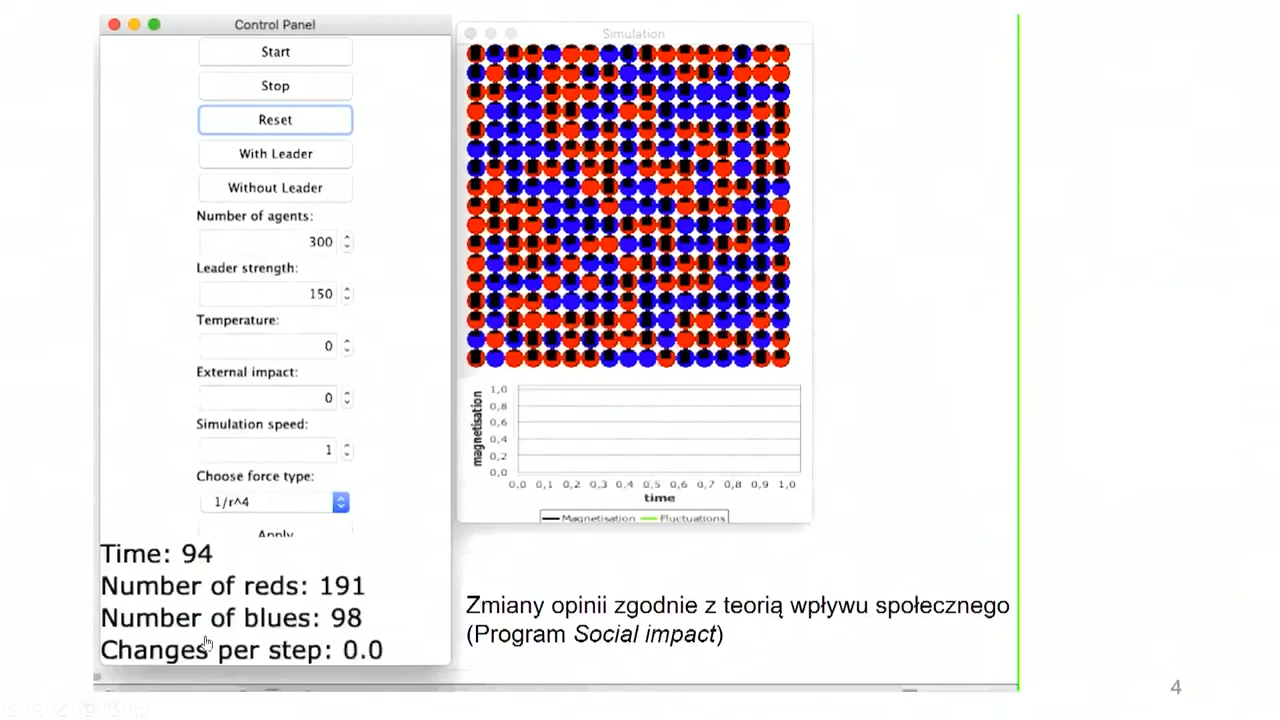 Control Panel
Start
Stop
Reset
With Leader
Without Leader
Number of agents:
300
Leader strength:
150
Temperature:
0
External impact:
0
Simulation speed:
1
Choose force type:
1/r^4
Apply
Time: 94
Number of reds: 191
Number of blues: 98
Changes per step: 0.0
Simulation
magnetisation
1,0
0,8
0,6
0,4
0,2
0,0
0,0 0,1 0,2 0,3 0,4 0,5 0,6 0,7 0,8 0,9 1,0
time
Magnetisation Fluctuations
Zmiany opinii zgodnie z teorią wpływu społecznego
(Program Social impact)
4